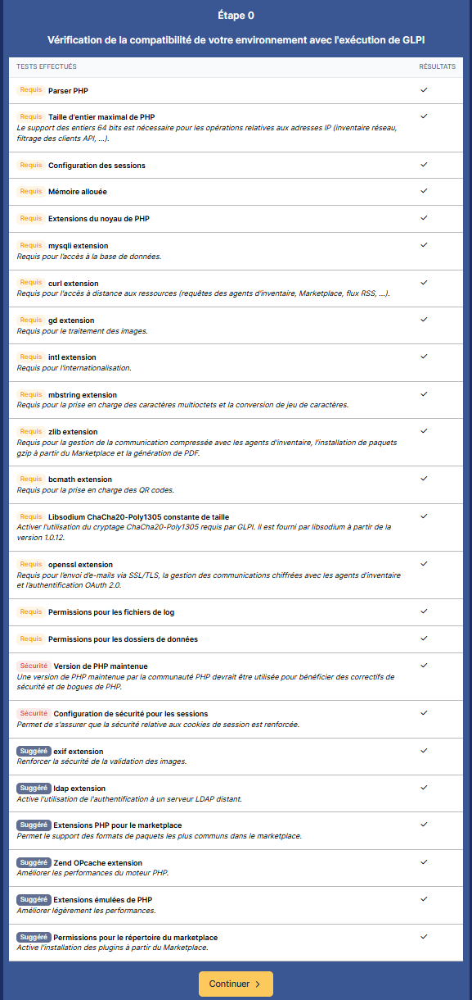 Étape 0
Vérification de la compatibilité de votre environnement avec l'exécution de GLPI
TESTS EFFECTUÉS RÉSULTATS
Requis Parser PHP
Requis Taille d'entier maximal de PHP
Le support des entiers 64 bits est nécessaire pour les opérations relatives aux adresses IP (inventaire réseau,
filtrage des clients API, ...).
Requis Configuration des sessions
Requis Mémoire allouée
Requis Extensions du noyau de PHP
Requis mysqli extension
Requis pour l'accès à la base de données.
Requis curl extension
Requis pour l'accès à distance aux ressources (requêtes des agents d'inventaire, Marketplace, flux RSS, ...).
Requis gd extension
Requis pour le traitement des images.
Requis intl extension
Requis pour l'internationalisation.
Requis mbstring extension
Requis pour la prise en charge des caractères multioctets et la conversion de jeu de caractères.
Requis zlib extension
Requis pour la gestion de la communication compressée avec les agents d'inventaire, l'installation de paquets
gzip à partir du Marketplace et la génération de PDF.
Requis bcmath extension
Requis pour la prise en charge des QR codes.
Requis Libsodium ChaCha20-Poly1305 constante de taille
Activer l'utilisation du cryptage ChaCha20-Poly1305 requis par GLPI. Il est fourni par libsodium à partir de la
version 1.0.12.
Requis openssl extension
Requis pour l'envoi d'e-mails via SSL/TLS, la gestion des communications chiffrées avec les agents d'inventaire
et l'authentification OAuth 2.0.
Requis Permissions pour les fichiers de log
Requis Permissions pour les dossiers de données
Sécurité Version de PHP maintenue
Une version de PHP maintenue par la communauté PHP devrait être utilisée pour bénéficier des correctifs de
sécurité et de bogues de PHP.
Sécurité Configuration de sécurité pour les sessions
Permet de s'assurer que la sécurité relative aux cookies de session est renforcée.
Suggéré exif extension
Renforcer la sécurité de la validation des images.
Suggéré ldap extension
Active l'utilisation de l'authentification à un serveur LDAP distant.
Suggéré Extensions PHP pour le marketplace
Permet le support des formats de paquets les plus communs dans le marketplace.
Suggéré Zend OPcache extension
Améliorer les performances du moteur PHP.
Suggéré Extensions émulées de PHP
Améliorer légèrement les performances.
Suggéré Permissions pour le répertoire du marketplace
Active l'installation des plugins à partir du Marketplace.
Continuer